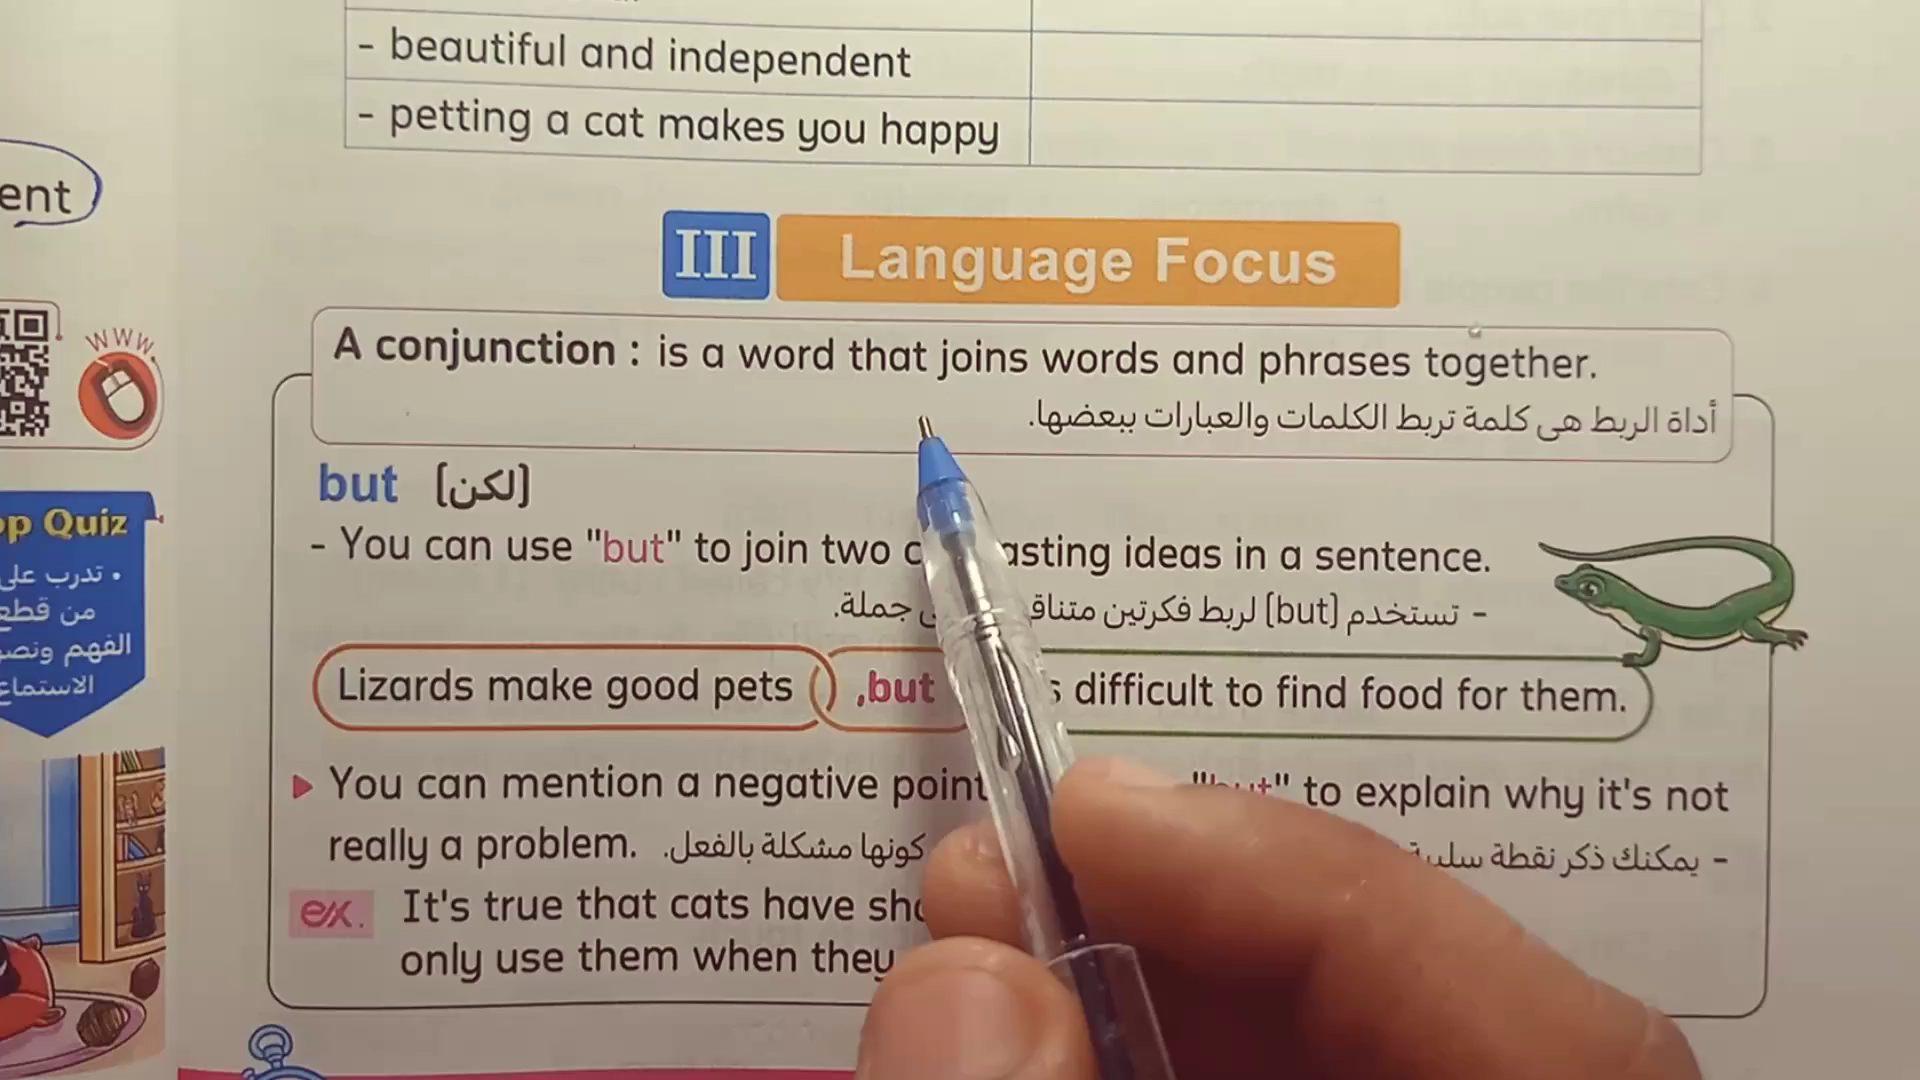 - beautiful and independent
- petting a cat makes you happy
ent
III Language Focus
A conjunction : is a word that joins words and phrases together.
أداة الربط هى كلمة تربط الكلمات والعبارات ببعضها.
WWW
but [لكن]
- You can use "but" to join two c asting ideas in a sentence.
- تستخدم [but] لربط فكرتين متناق جملة.
op Quiz
• تدرب على
من قطع
الفهم ونصو
الاستماع
Lizards make good pets ,but s difficult to find food for them.
You can mention a negative point "but" to explain why it's not
really a problem.
- يمكنك ذكر نقطة سلبية كونها مشكلة بالفعل.
ex. It's true that cats have sha
only use them when they